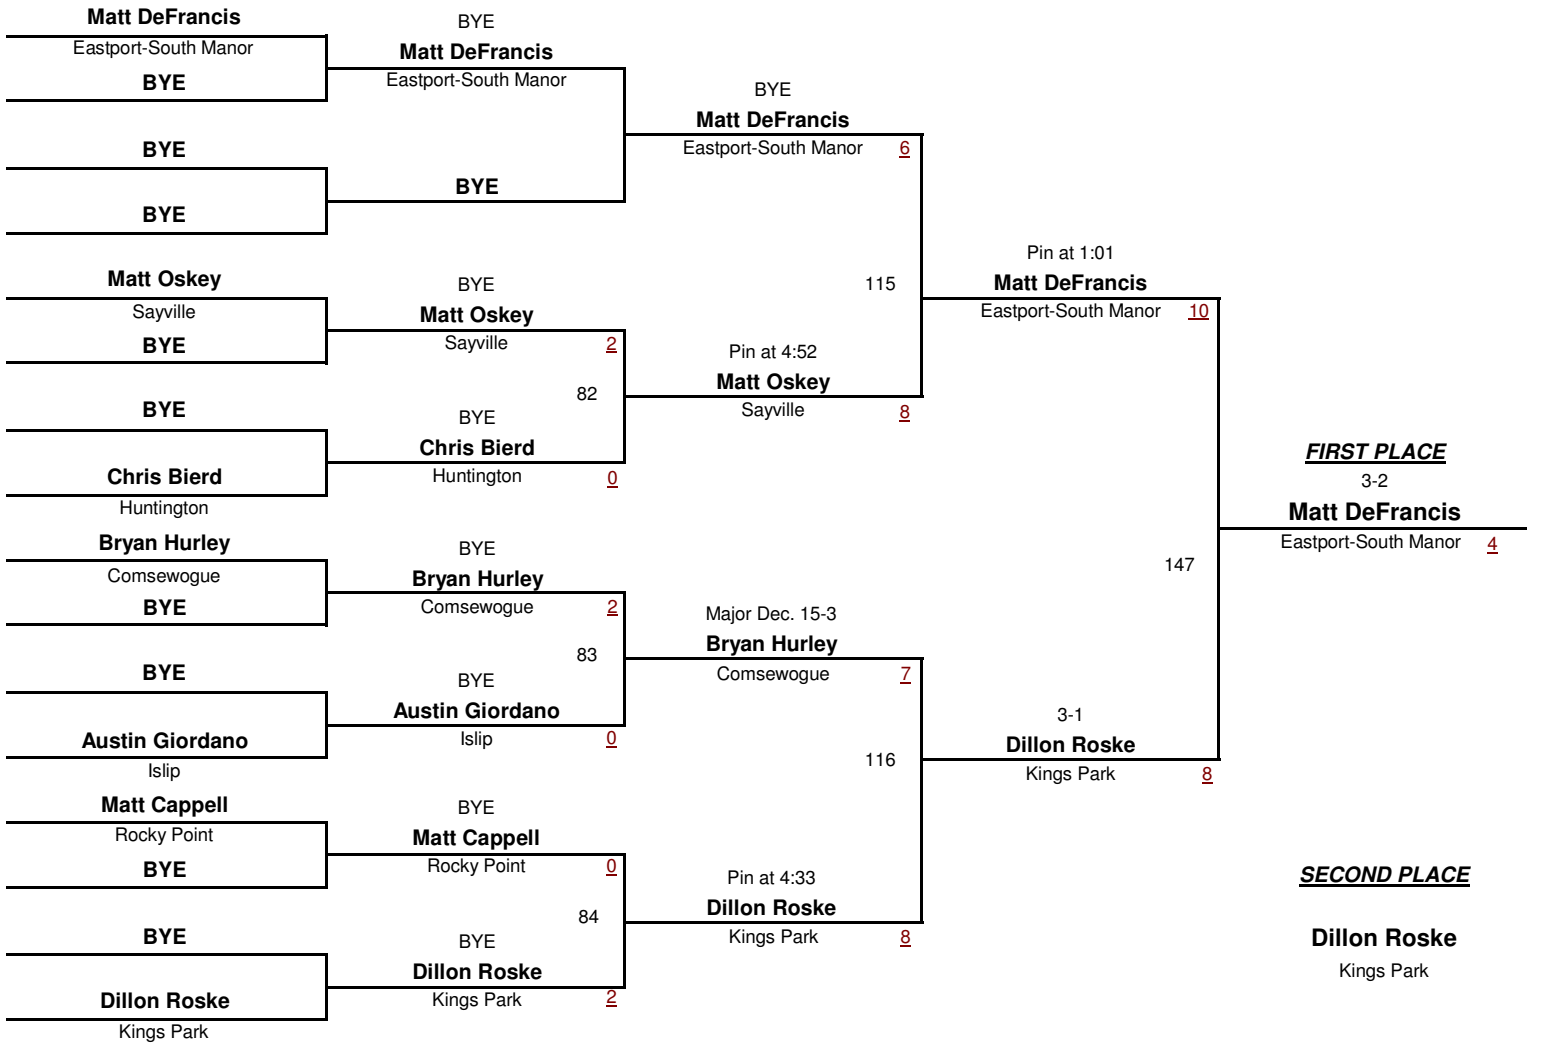 Matt DeFrancis
Eastport-South Manor
BYE
BYE
BYE
Matt Oskey
Sayville
BYE
BYE
Chris Bierd
Huntington
Bryan Hurley
Comsewogue
BYE
BYE
Austin Giordano
Islip
Matt Cappell
Rocky Point
BYE
BYE
Dillon Roske
Kings Park
BYE
Matt DeFrancis
Eastport-South Manor
BYE
BYE
Matt Oskey
Sayville 2
82
BYE
Chris Bierd
Huntington 0
BYE
Bryan Hurley
Comsewogue 2
83
BYE
Austin Giordano
Islip 0
BYE
Matt Cappell
Rocky Point 0
84
BYE
Dillon Roske
Kings Park 2
BYE
Matt DeFrancis
Eastport-South Manor 6
115
Pin at 4:52
Matt Oskey
Sayville 8
Major Dec. 15-3
Bryan Hurley
Comsewogue 7
116
Pin at 4:33
Dillon Roske
Kings Park 8
Pin at 1:01
Matt DeFrancis
Eastport-South Manor 10
147
3-1
Dillon Roske
Kings Park 8
FIRST PLACE
3-2
Matt DeFrancis
Eastport-South Manor 4
SECOND PLACE
Dillon Roske
Kings Park